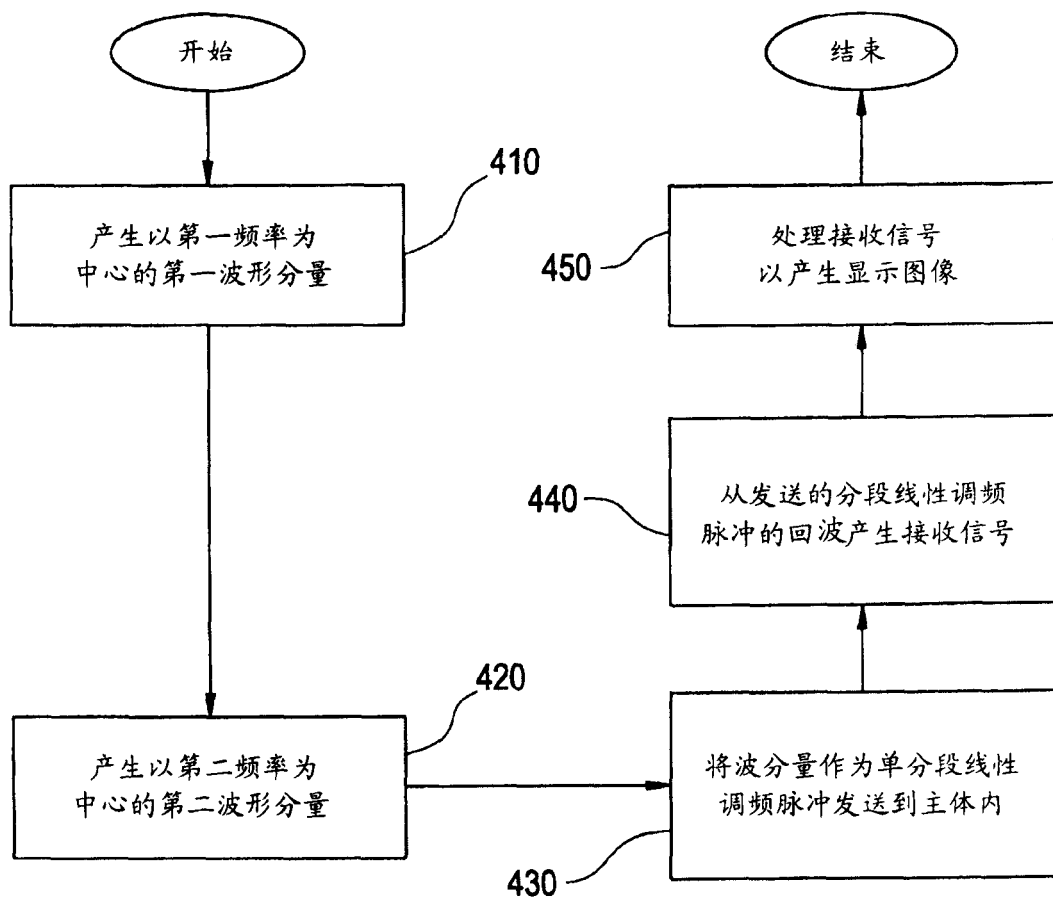 开始
410
产生以第一频率为
中心的第一波形分量
420
产生以第二频率为
中心的第二波形分量
将波分量作为单分段线性
调频脉冲发送到主体内
430
440
从发送的分段线性调频
脉冲的回波产生接收信号
450
处理接收信号
以产生显示图像
结束